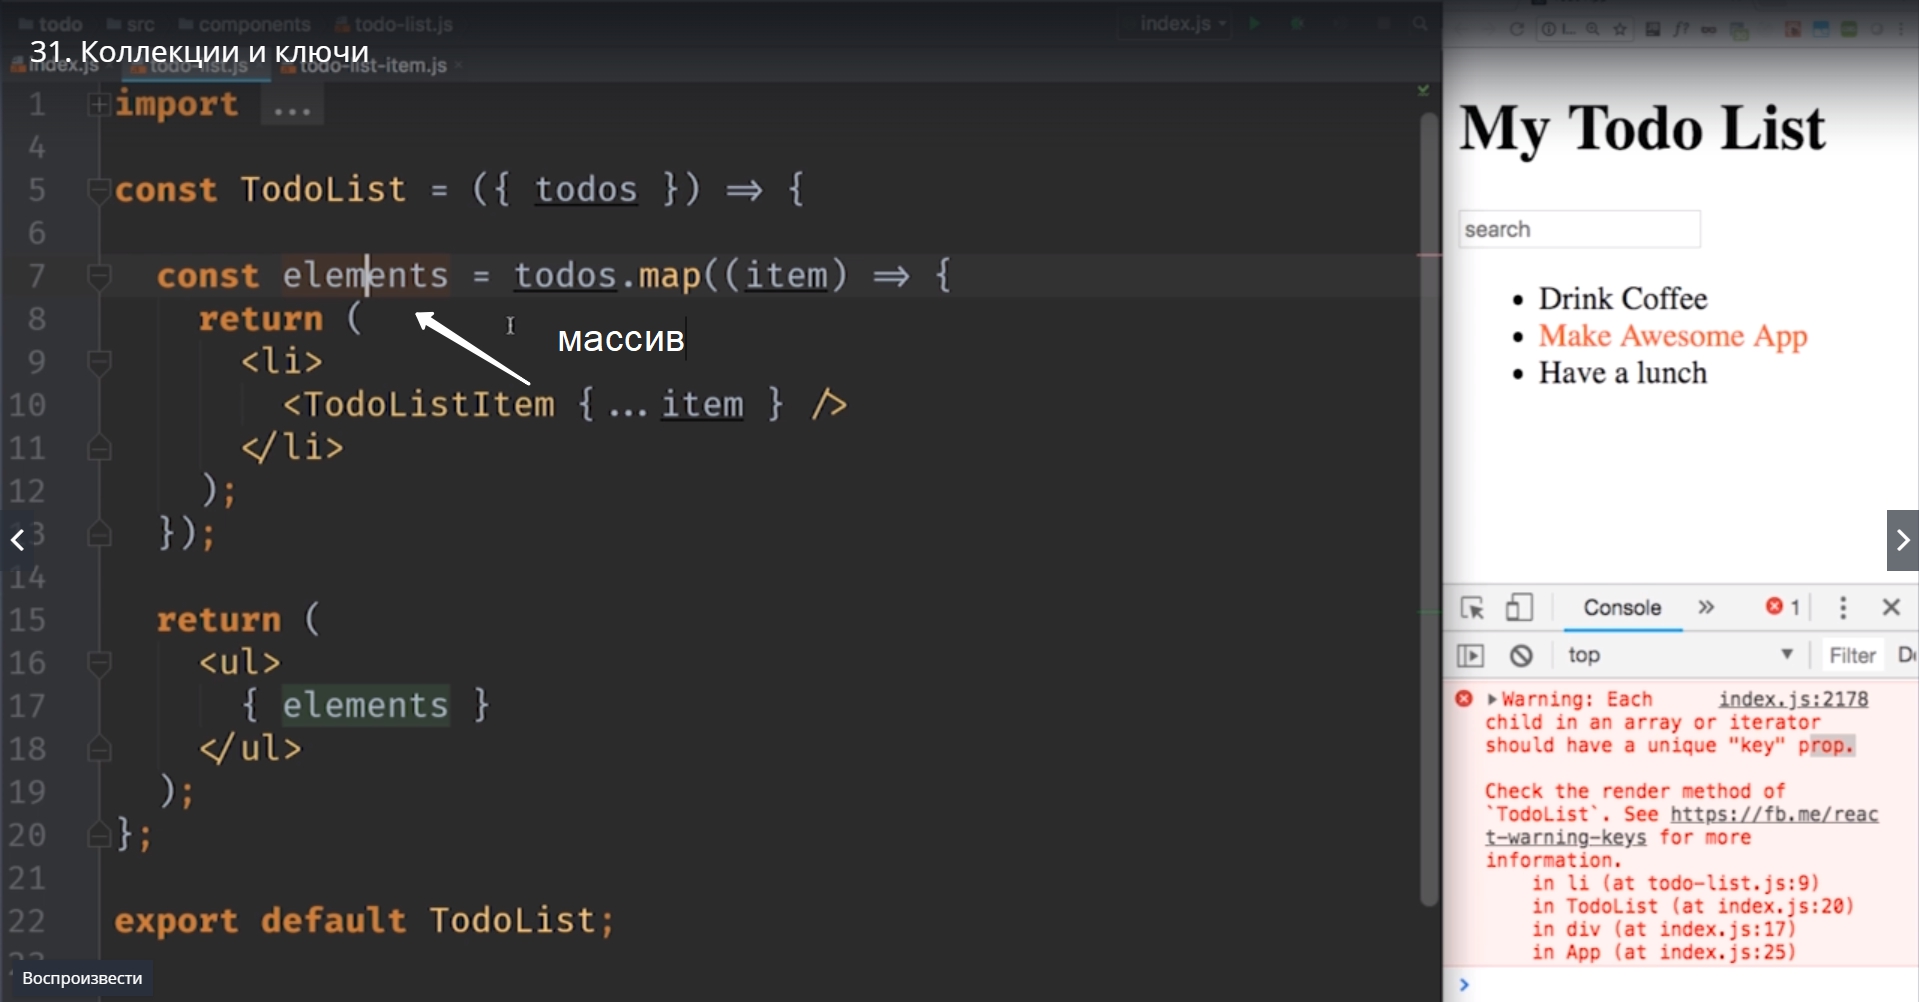 todo src components todo-list.js index.js
31. Коллекции и ключи
index.js todo-list.js todo-list-item.js
1 import ...
4
5 const TodoList = ({ todos }) => {
6
7 const elements = todos.map((item) => {
8 return (
массив
9 <li>
10 <TodoListItem {...item } />
11 </li>
12 );
13 });
14
15 return (
16 <ul>
17 { elements }
18 </ul>
19 );
20 };
21
22 export default TodoList;
Воспроизвести
My Todo List
search
Drink Coffee
Make Awesome App
Have a lunch
Console 1
top Filter
Warning: Each index.js:2178
child in an array or iterator
should have a unique "key" prop.
Check the render method of
`TodoList`. See https://fb.me/reac
t-warning-keys for more
information.
in li (at todo-list.js:9)
in TodoList (at index.js:20)
in div (at index.js:17)
in App (at index.js:25)